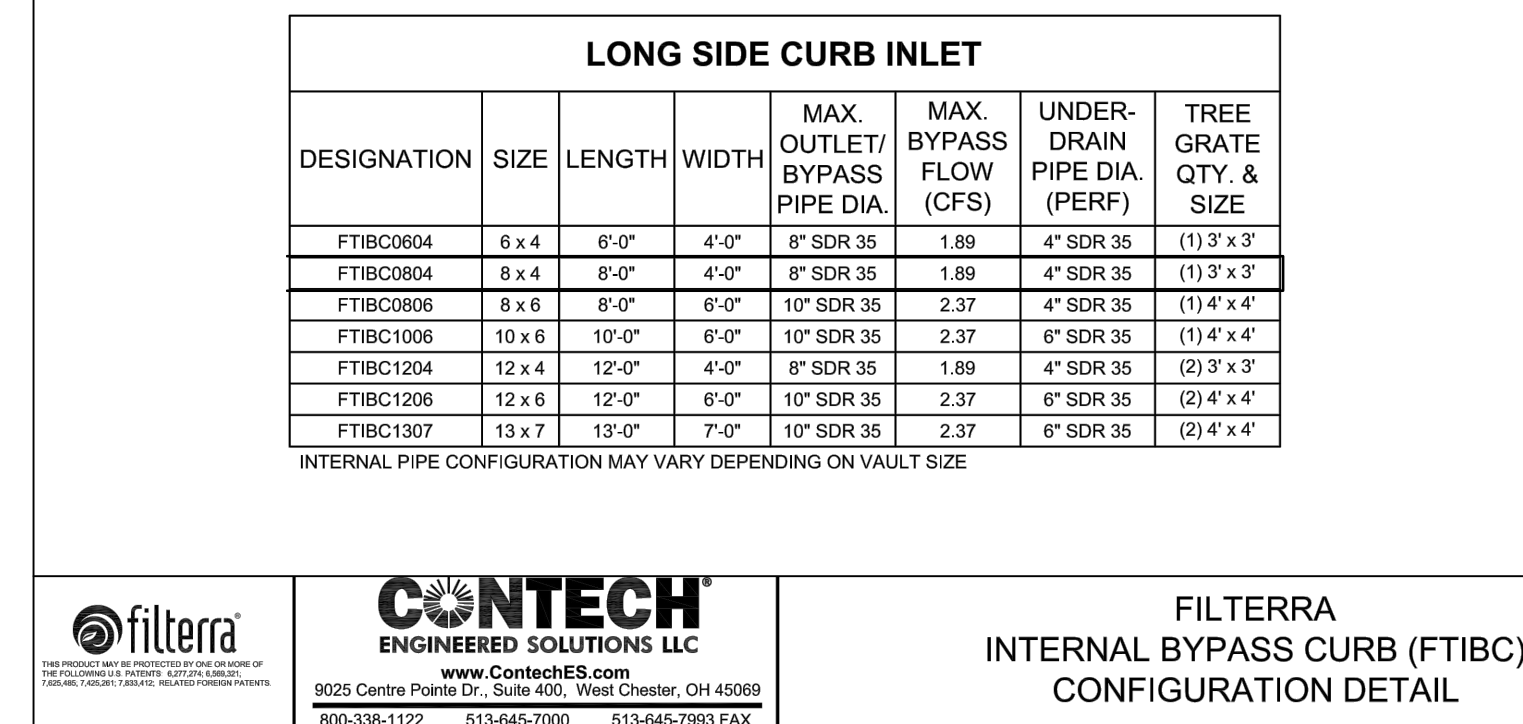 LONG SIDE CURB INLET
DESIGNATION SIZE LENGTH WIDTH MAX. OUTLET/ BYPASS PIPE DIA. MAX. BYPASS FLOW (CFS) UNDER- DRAIN PIPE DIA. (PERF) TREE GRATE QTY. & SIZE
FTIBC0604 6 x 4 6'-0" 4'-0" 8" SDR 35 1.89 4" SDR 35 (1) 3' x 3'
FTIBC0804 8 x 4 8'-0" 4'-0" 8" SDR 35 1.89 4" SDR 35 (1) 3' x 3'
FTIBC0806 8 x 6 8'-0" 6'-0" 10" SDR 35 2.37 4" SDR 35 (1) 4' x 4'
FTIBC1006 10 x 6 10'-0" 6'-0" 10" SDR 35 2.37 6" SDR 35 (1) 4' x 4'
FTIBC1204 12 x 4 12'-0" 4'-0" 8" SDR 35 1.89 4" SDR 35 (2) 3' x 3'
FTIBC1206 12 x 6 12'-0" 6'-0" 10" SDR 35 2.37 6" SDR 35 (2) 4' x 4'
FTIBC1307 13 x 7 13'-0" 7'-0" 10" SDR 35 2.37 6" SDR 35 (2) 4' x 4'
INTERNAL PIPE CONFIGURATION MAY VARY DEPENDING ON VAULT SIZE
filterra®
THIS PRODUCT MAY BE PROTECTED BY ONE OR MORE OF
THE FOLLOWING U.S. PATENTS 6,277,274; 6,569,321;
7,625,485; 7,425,261; 7,833,412; RELATED FOREIGN PATENTS.
CONTECH®
ENGINEERED SOLUTIONS LLC
www.ContechES.com
9025 Centre Pointe Dr., Suite 400, West Chester, OH 45069
800-338-1122 513-645-7000 513-645-7993 FAX
FILTERRA
INTERNAL BYPASS CURB (FTIBC)
CONFIGURATION DETAIL